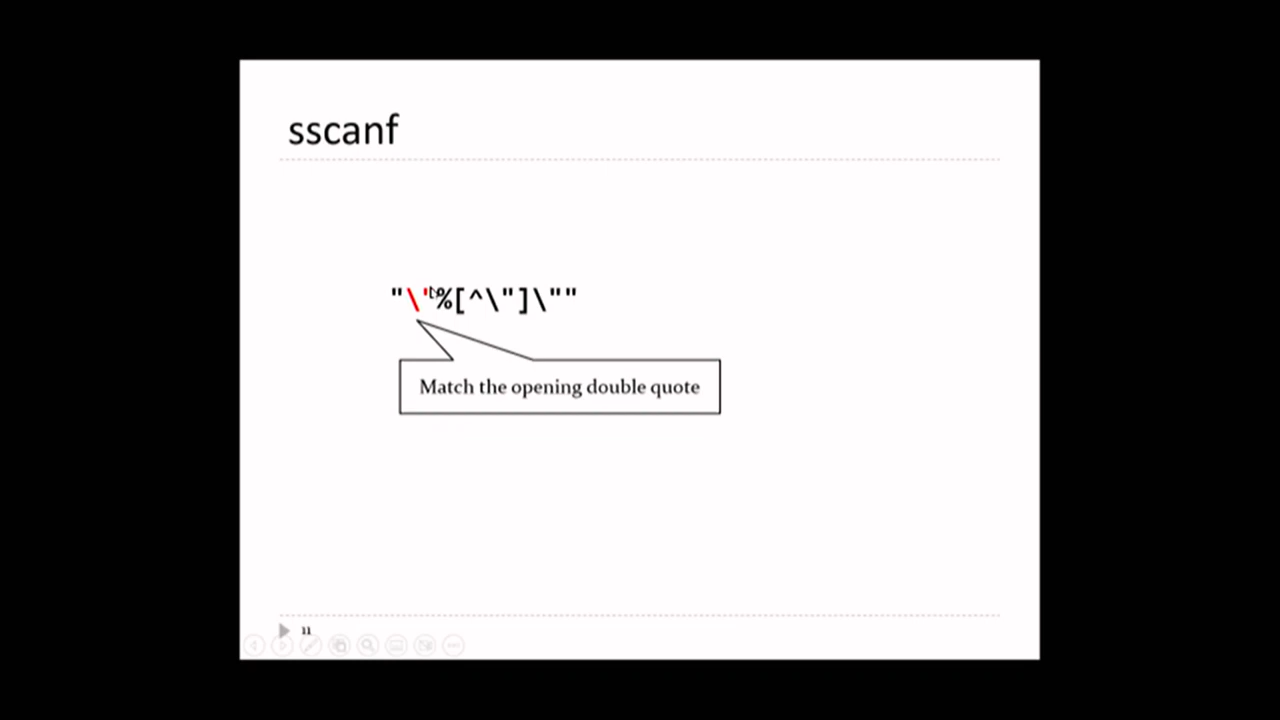 sscanf
"\"%[^\"]\""
Match the opening double quote
11